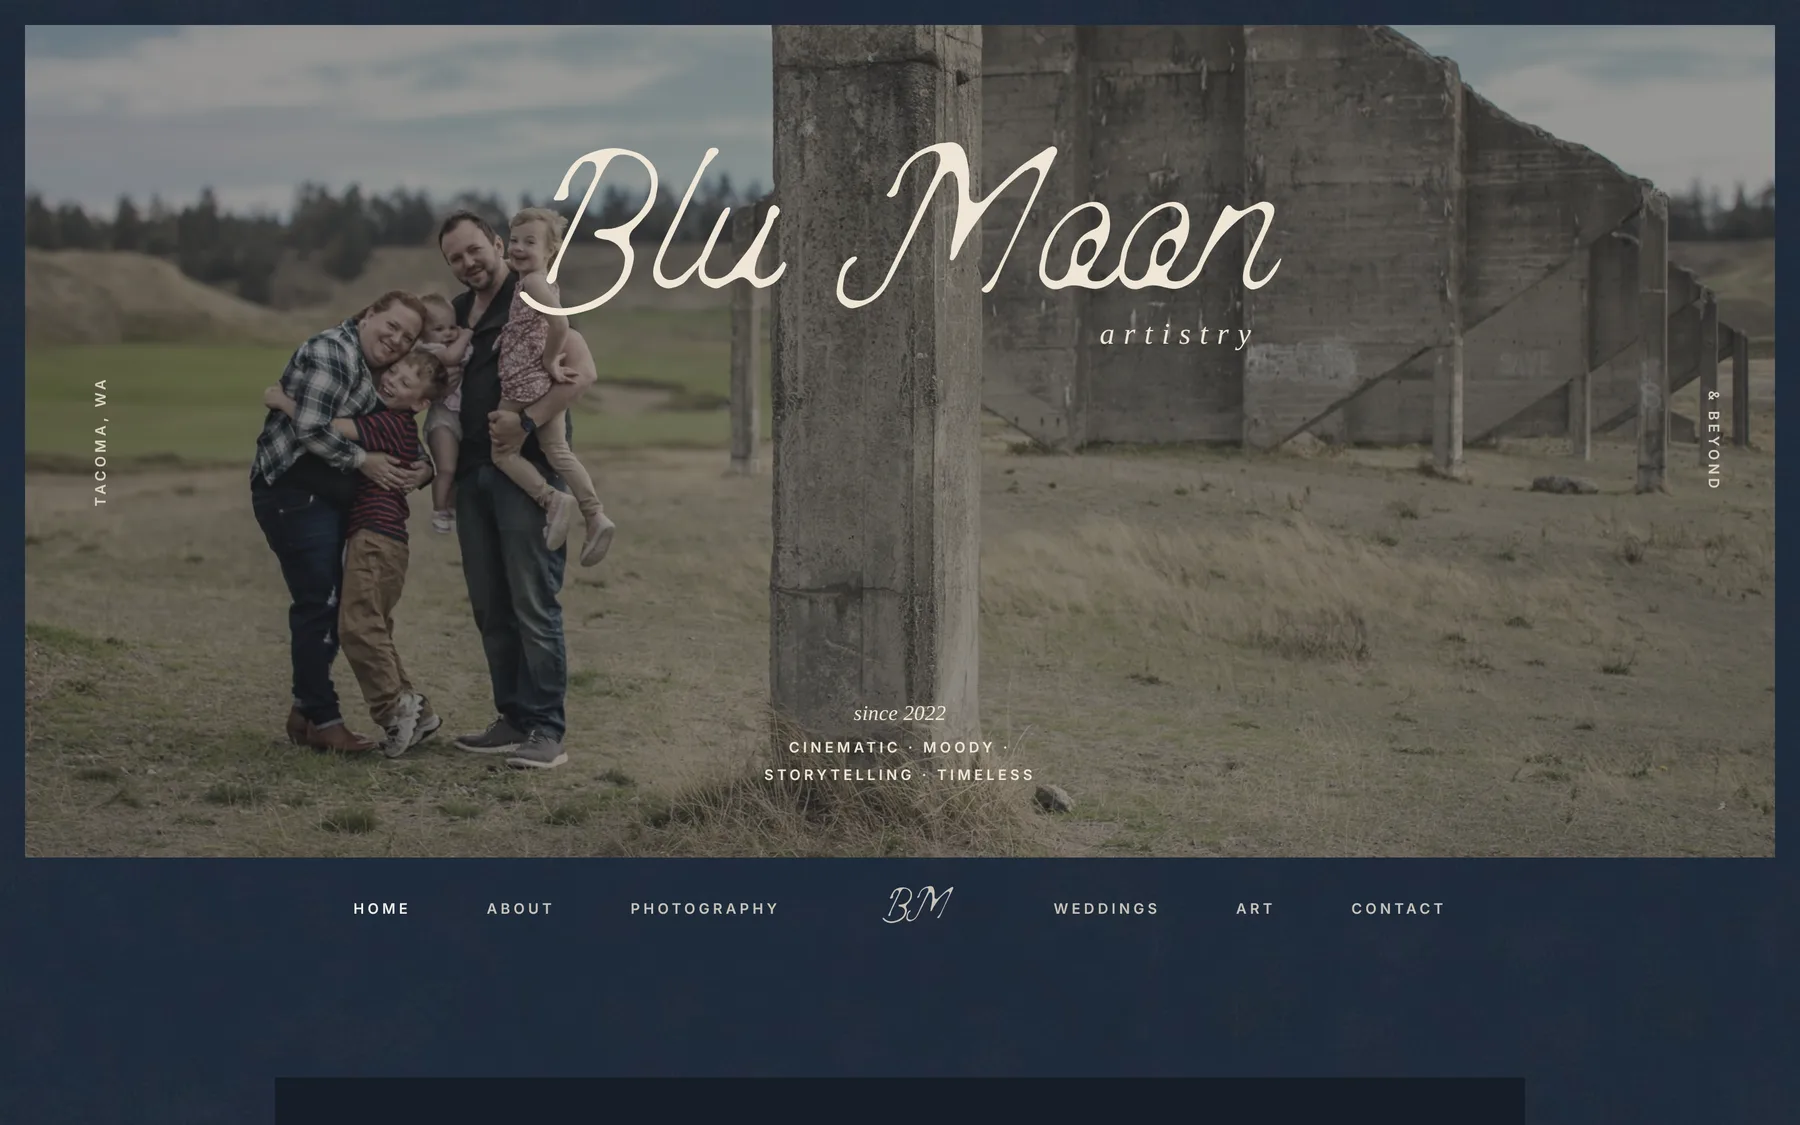 Blu Moon
artistry
TACOMA, WA
& BEYOND
since 2022
CINEMATIC · MOODY ·
STORYTELLING · TIMELESS
HOME ABOUT PHOTOGRAPHY BM WEDDINGS ART CONTACT